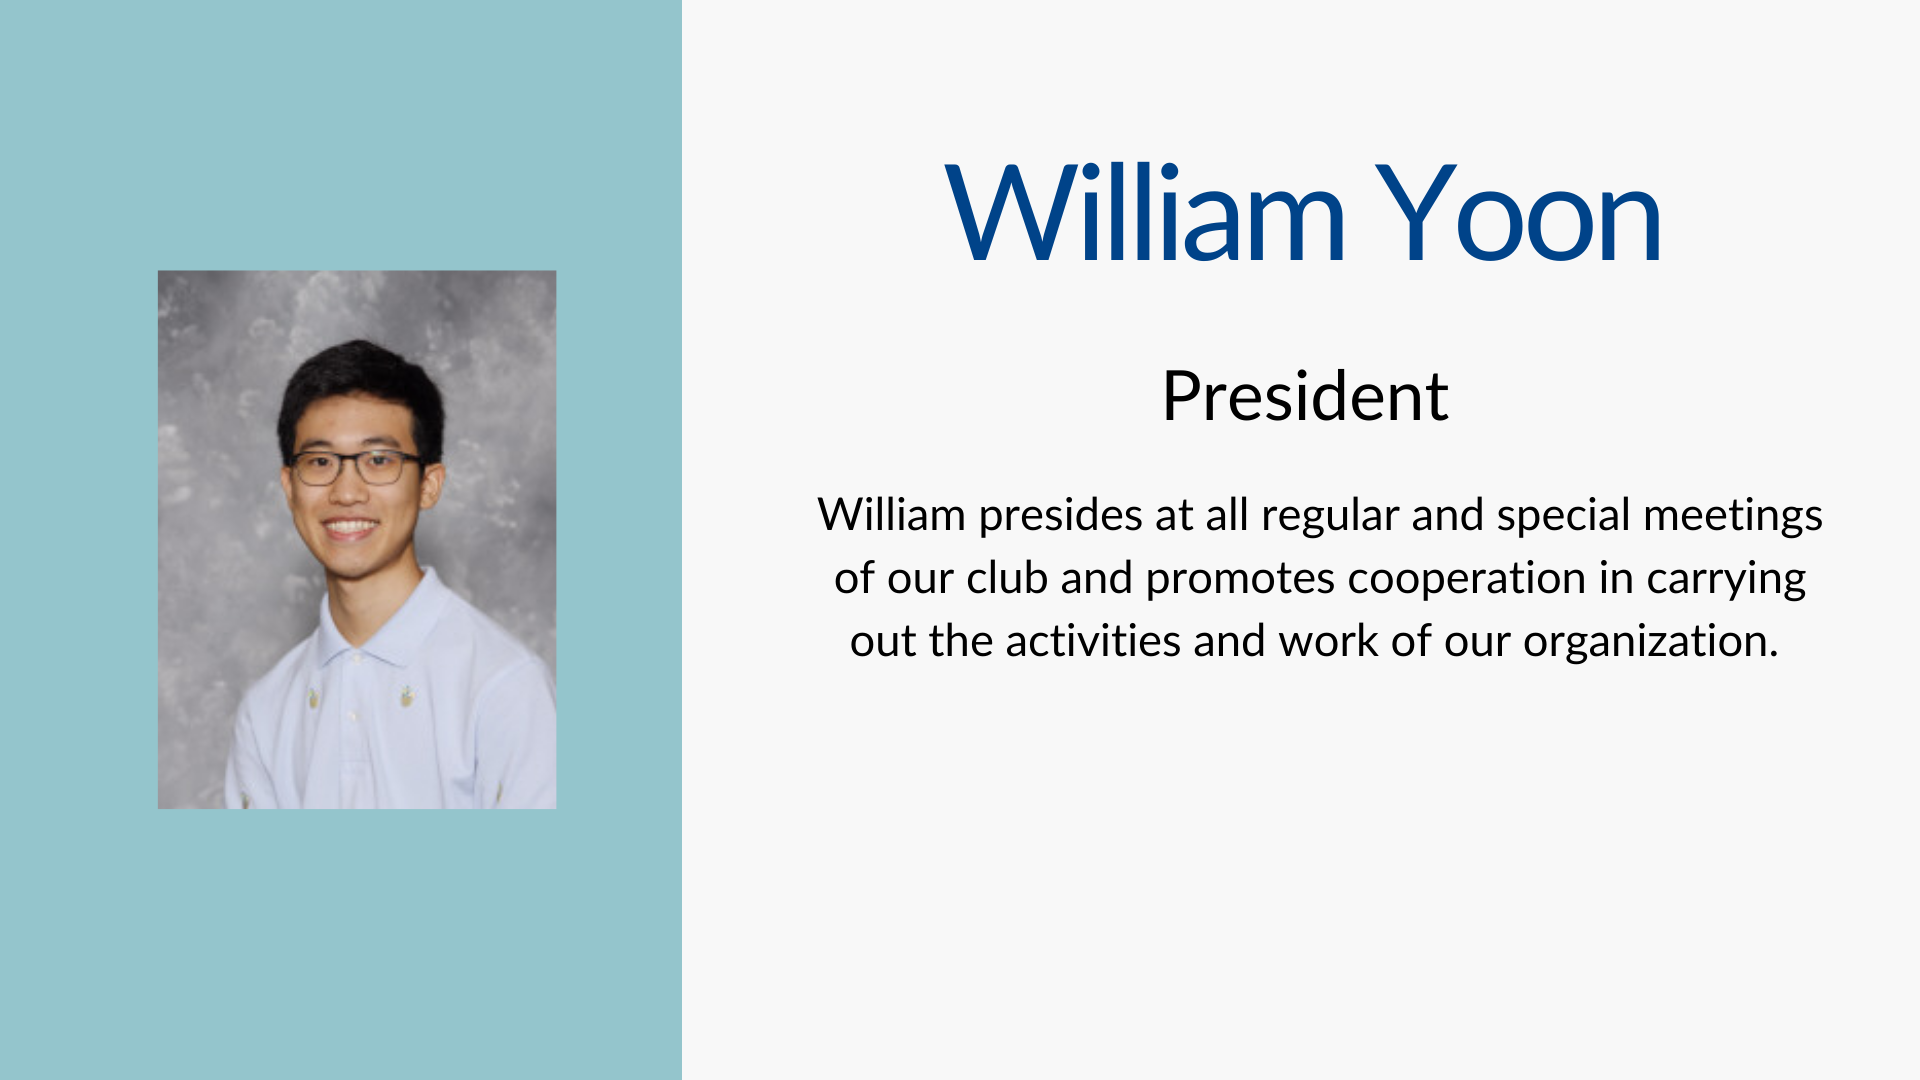 William Yoon
President
William presides at all regular and special meetings
of our club and promotes cooperation in carrying
out the activities and work of our organization.